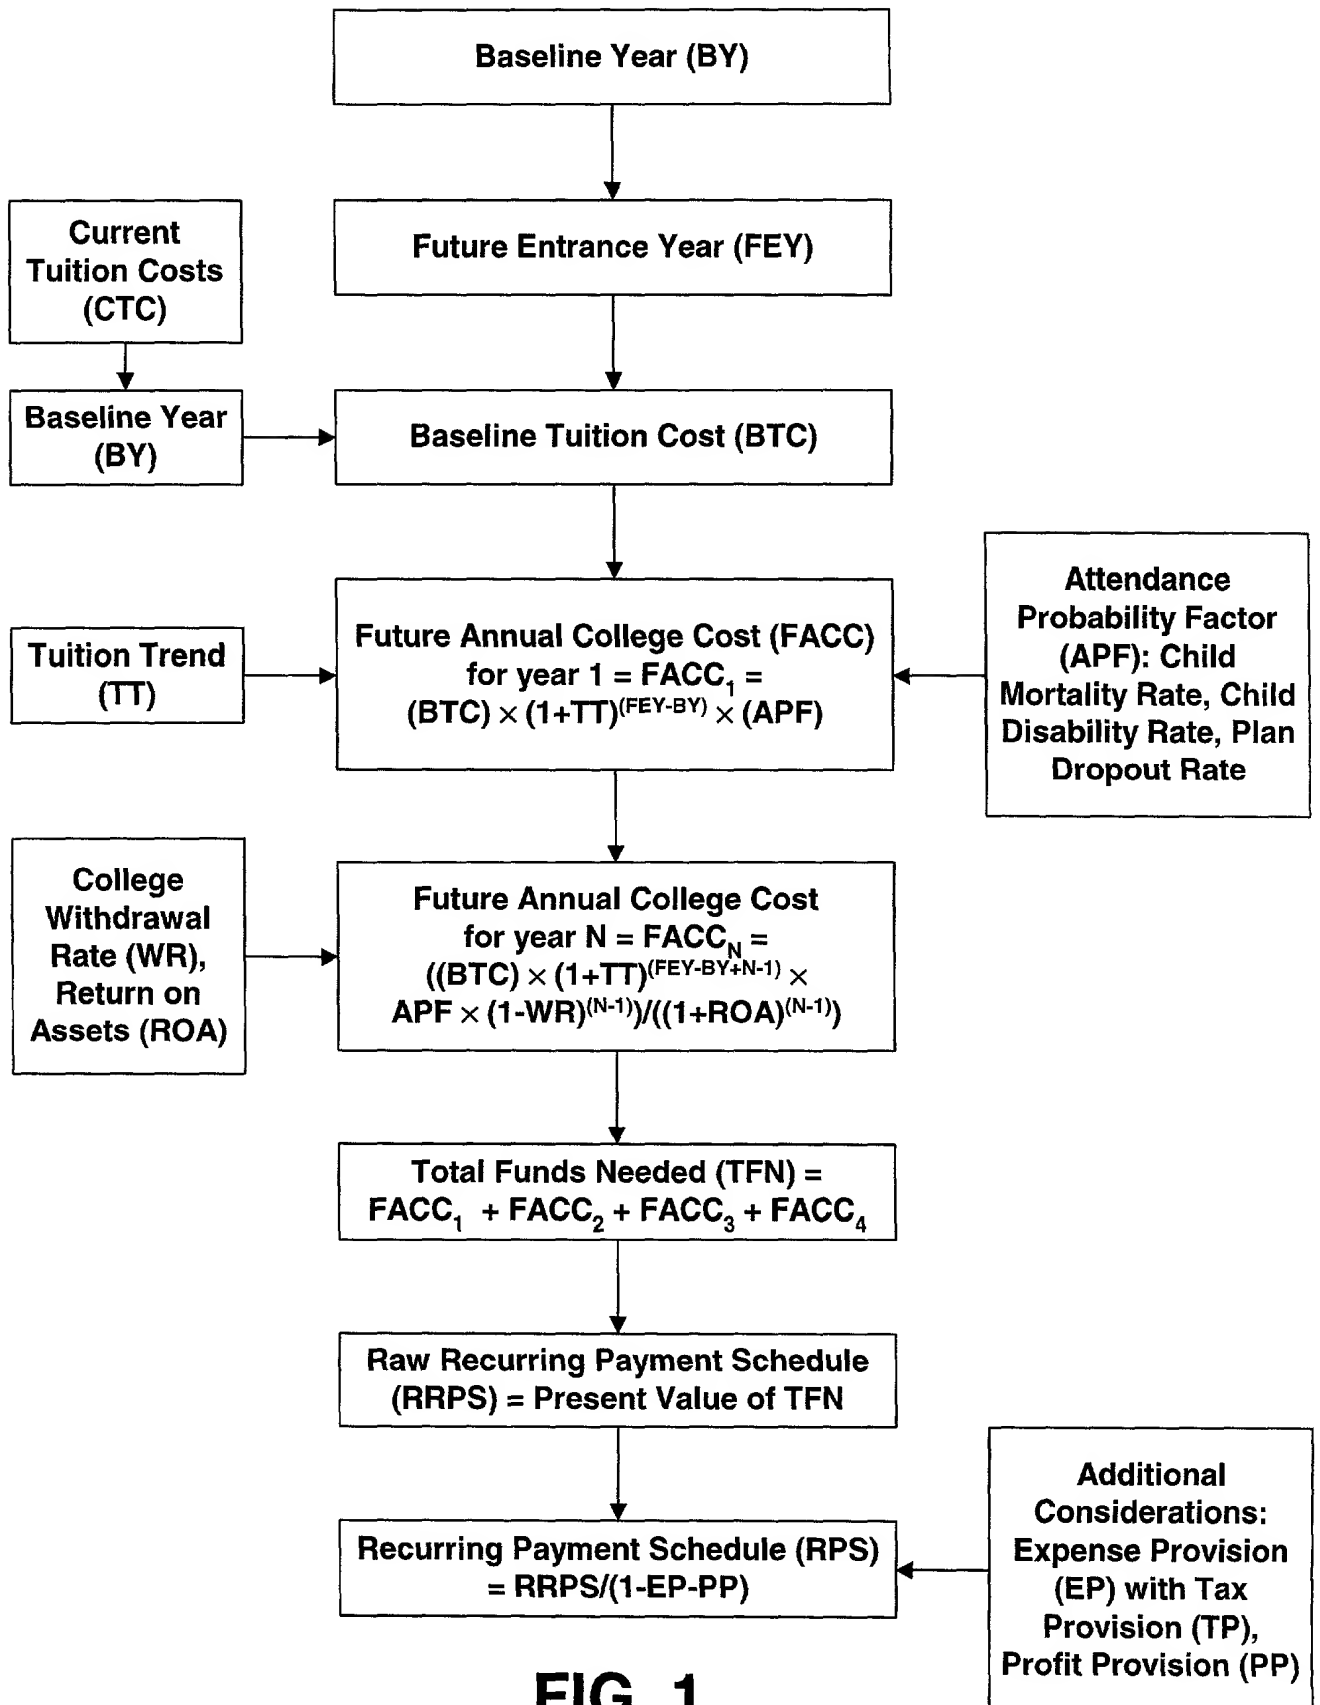 Baseline Year (BY)
Future Entrance Year (FEY)
Current
Tuition Costs
(CTC)
Baseline Year
(BY)
Baseline Tuition Cost (BTC)
Tuition Trend
(TT)
Future Annual College Cost (FACC)
for year 1 = FACC₁ =
(BTC) × (1+TT)^(FEY-BY) × (APF)
Attendance
Probability Factor
(APF): Child
Mortality Rate, Child
Disability Rate, Plan
Dropout Rate
College
Withdrawal
Rate (WR),
Return on
Assets (ROA)
Future Annual College Cost
for year N = FACC_N =
((BTC) × (1+TT)^(FEY-BY+N-1) ×
APF × (1-WR)^(N-1))/((1+ROA)^(N-1))
Total Funds Needed (TFN) =
FACC₁ + FACC₂ + FACC₃ + FACC₄
Raw Recurring Payment Schedule
(RRPS) = Present Value of TFN
Recurring Payment Schedule (RPS)
= RRPS/(1-EP-PP)
Additional
Considerations:
Expense Provision
(EP) with Tax
Provision (TP),
Profit Provision (PP)
FIG. 1